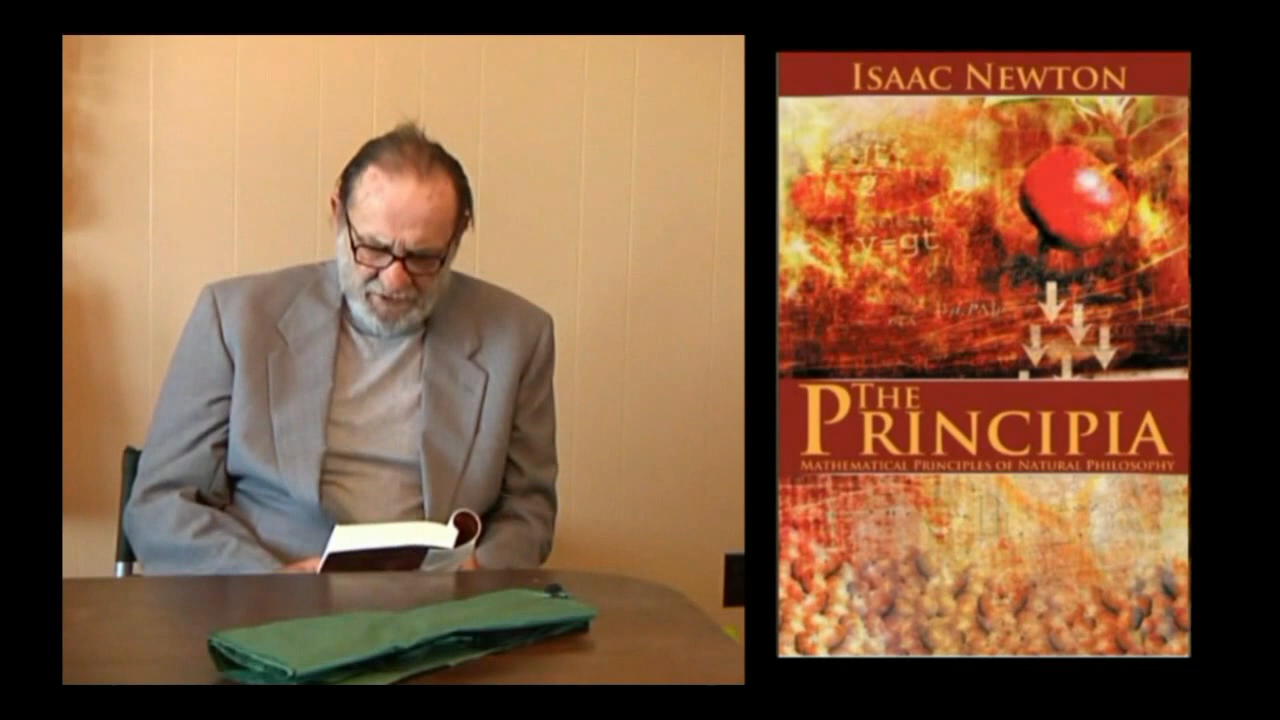 ISAAC NEWTON
v=gt
THE
PRINCIPIA
MATHEMATICAL PRINCIPLES OF NATURAL PHILOSOPHY